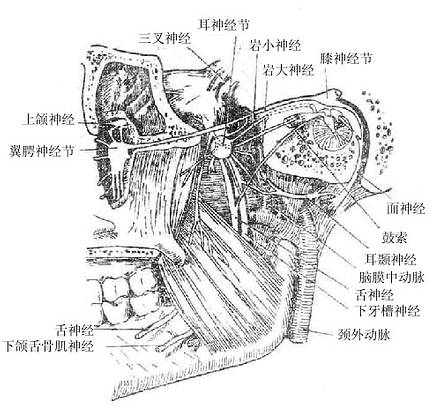 耳神经节
三叉神经
岩小神经
岩大神经
膝神经节
上颌神经
翼腭神经节
面神经
鼓索
耳颞神经
脑膜中动脉
舌神经
下牙槽神经
颈外动脉
舌神经
下颌舌骨肌神经